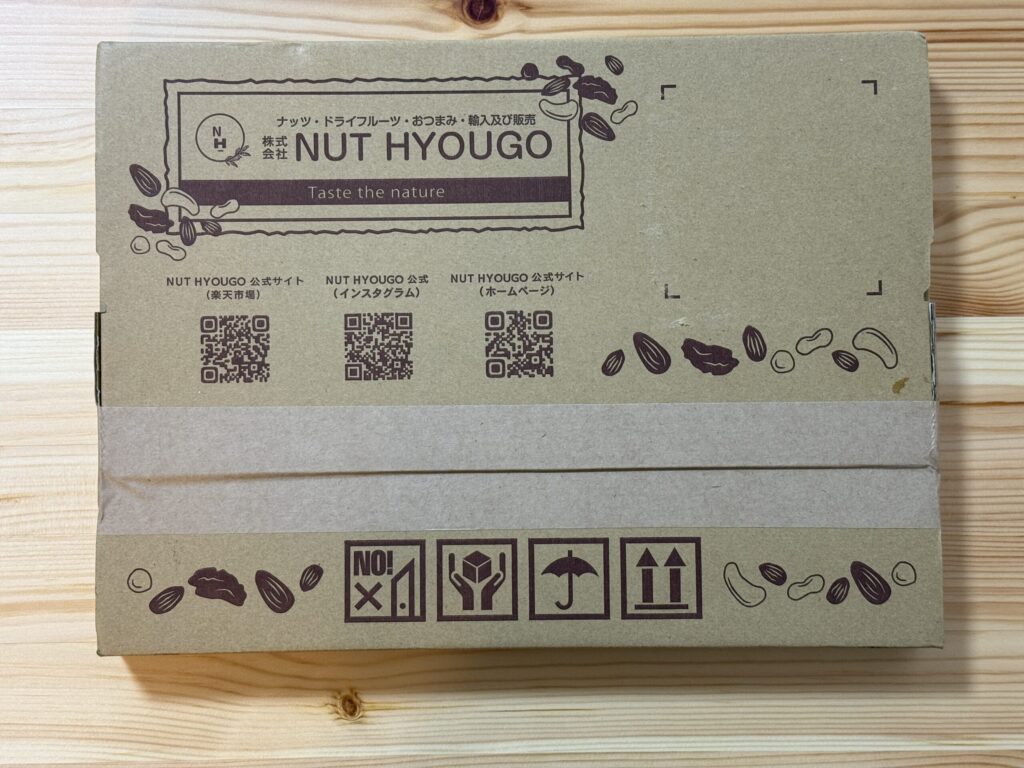 ナッツ・ドライフルーツ・おつまみ・輸入及び販売
N
H
株式
会社
NUT HYOUGO
Taste the nature
NUT HYOUGO 公式サイト
(楽天市場)
NUT HYOUGO 公式
(インスタグラム)
NUT HYOUGO 公式サイト
(ホームページ)
NO!